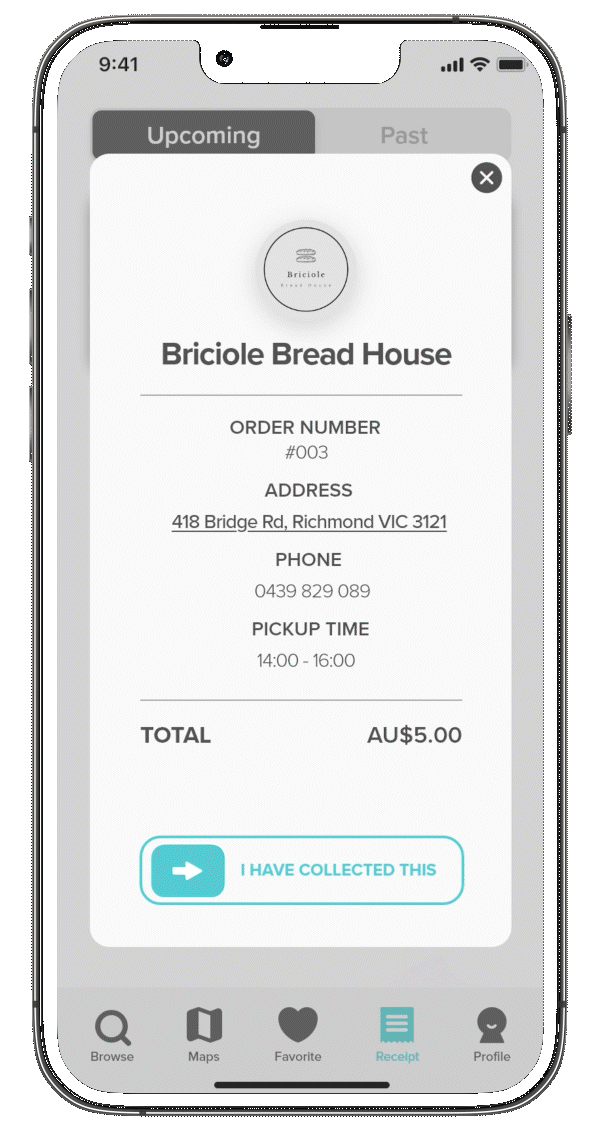 9:41
Upcoming
Past
Briciole
Bread House
Briciole Bread House
ORDER NUMBER
#003
ADDRESS
418 Bridge Rd, Richmond VIC 3121
PHONE
0439 829 089
PICKUP TIME
14:00 - 16:00
TOTAL AU$5.00
I HAVE COLLECTED THIS
Browse Maps Favorite Receipt Profile